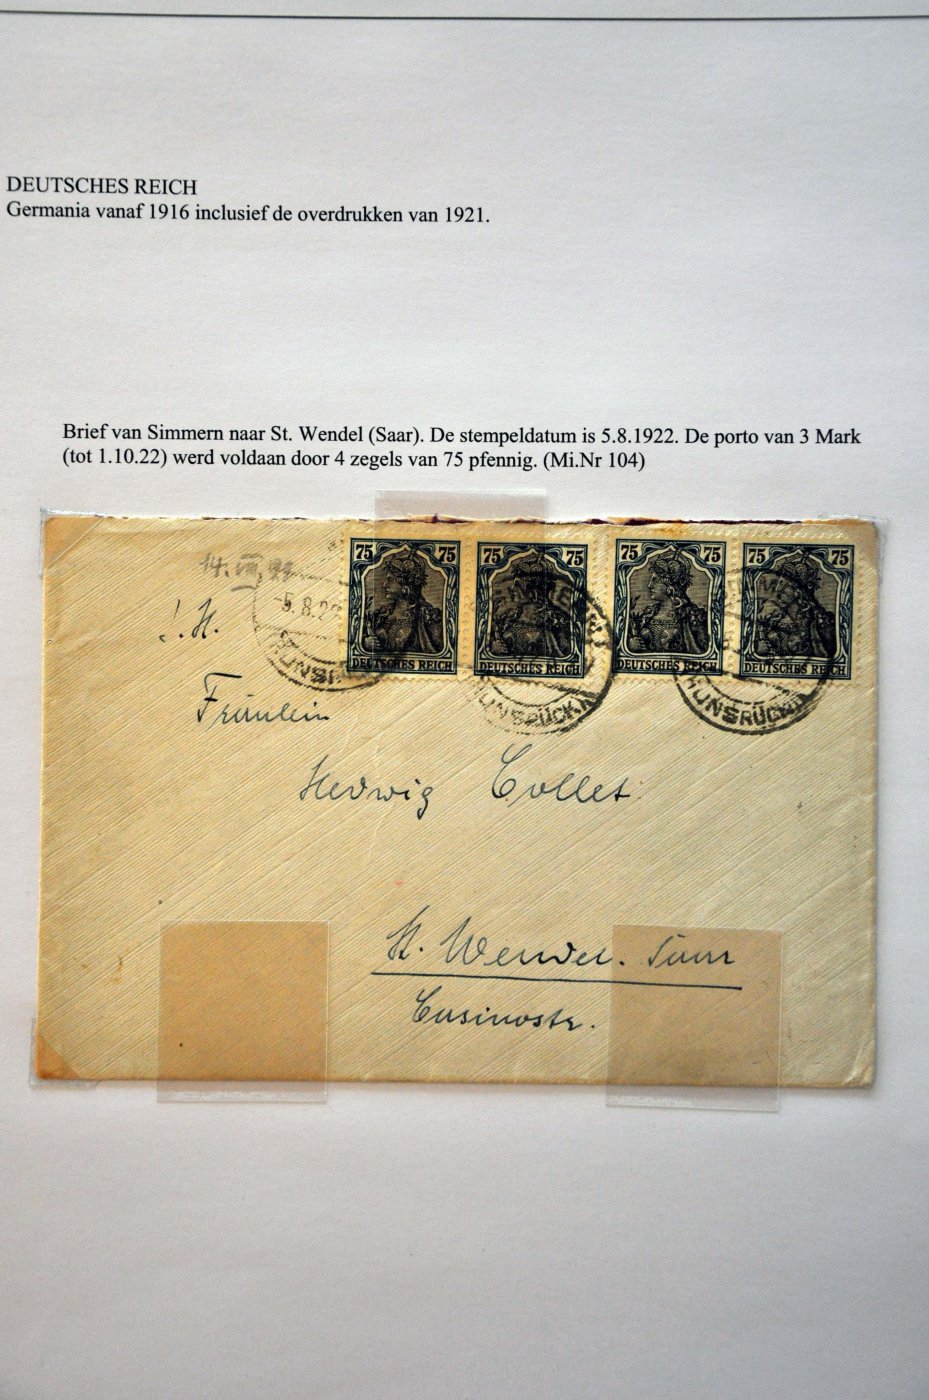 DEUTSCHES REICH
Germania vanaf 1916 inclusief de overdrukken van 1921.
Brief van Simmern naar St. Wendel (Saar). De stempeldatum is 5.8.1922. De porto van 3 Mark
(tot 1.10.22) werd voldaan door 4 zegels van 75 pfennig. (Mi.Nr 104)
75 75 75 75 75 75 75 75
DEUTSCHES REICH DEUTSCHES REICH DEUTSCHES REICH DEUTSCHES REICH
14. VIII. 22
-5.8.22
HUNSRÜCK
Fräulein
Hedwig Collet
St. Wendel. Saar
Casinostr.